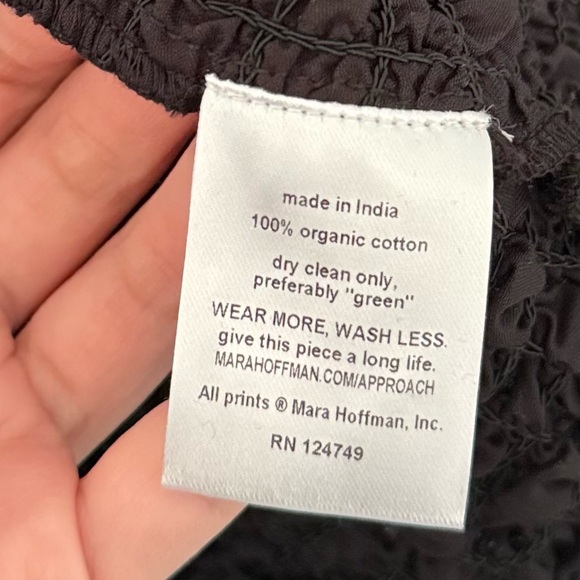 made in India
100% organic cotton
dry clean only,
preferably "green"
WEAR MORE, WASH LESS.
give this piece a long life.
MARAHOFFMAN.COM/APPROACH
All prints ® Mara Hoffman, Inc.
RN 124749